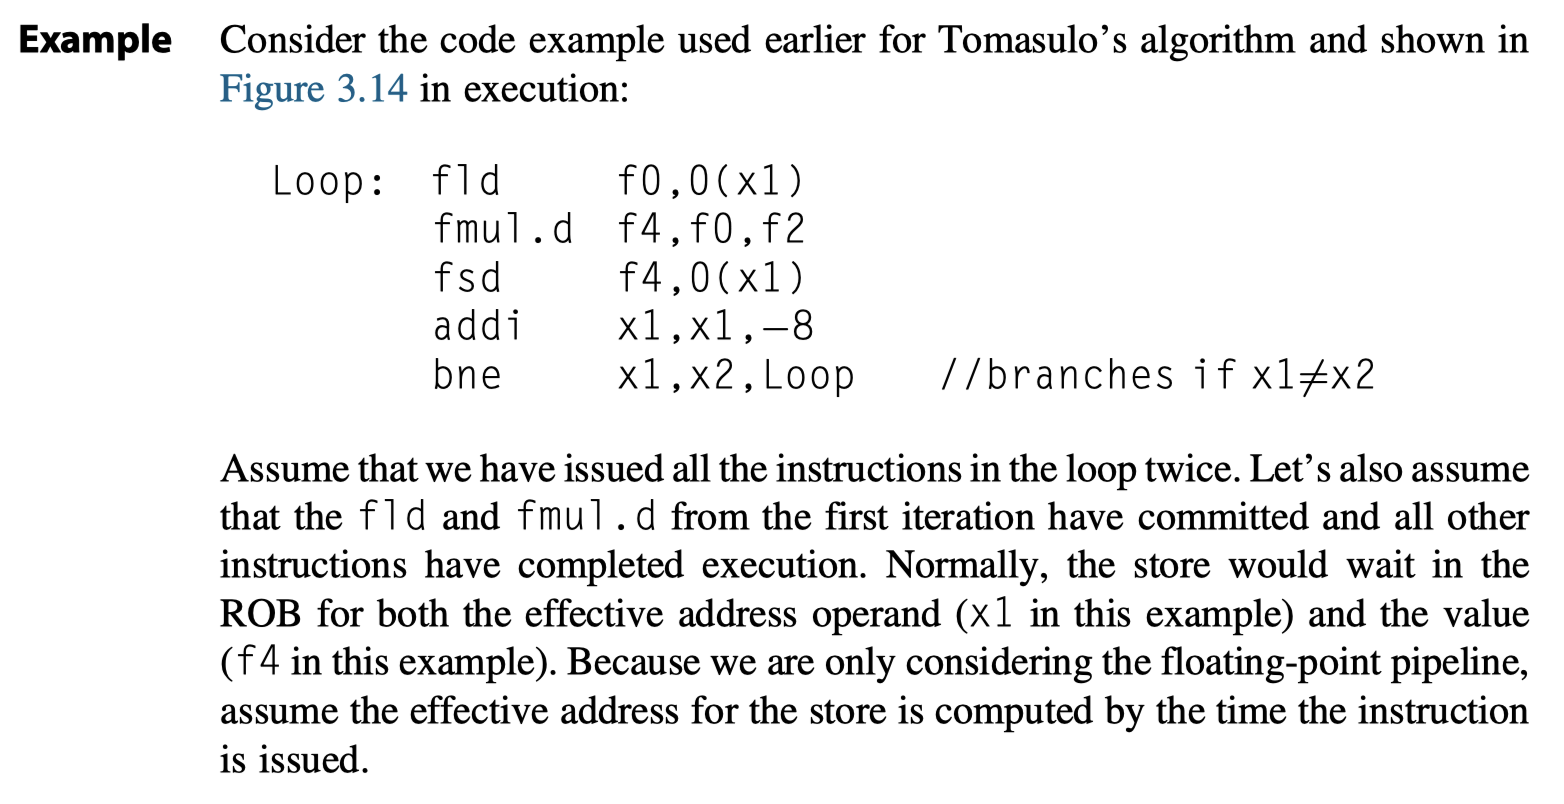 Example Consider the code example used earlier for Tomasulo’s algorithm and shown in
Figure 3.14 in execution:
Loop: fld f0,0(x1)
fmul.d f4,f0,f2
fsd f4,0(x1)
addi x1,x1,−8
bne x1,x2,Loop //branches if x1≠x2
Assume that we have issued all the instructions in the loop twice. Let’s also assume
that the fld and fmul.d from the first iteration have committed and all other
instructions have completed execution. Normally, the store would wait in the
ROB for both the effective address operand (x1 in this example) and the value
(f4 in this example). Because we are only considering the floating-point pipeline,
assume the effective address for the store is computed by the time the instruction
is issued.